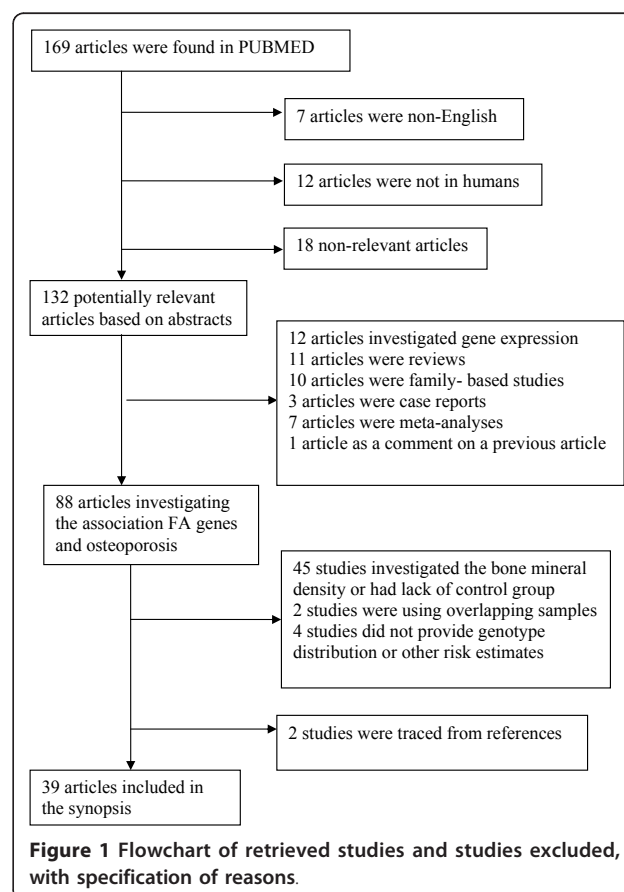 169 articles were found in PUBMED
7 articles were non-English
12 articles were not in humans
18 non-relevant articles
132 potentially relevant
articles based on abstracts
12 articles investigated gene expression
11 articles were reviews
10 articles were family- based studies
3 articles were case reports
7 articles were meta-analyses
1 article as a comment on a previous article
88 articles investigating
the association FA genes
and osteoporosis
45 studies investigated the bone mineral
density or had lack of control group
2 studies were using overlapping samples
4 studies did not provide genotype
distribution or other risk estimates
2 studies were traced from references
39 articles included in
the synopsis
Figure 1 Flowchart of retrieved studies and studies excluded,
with specification of reasons.